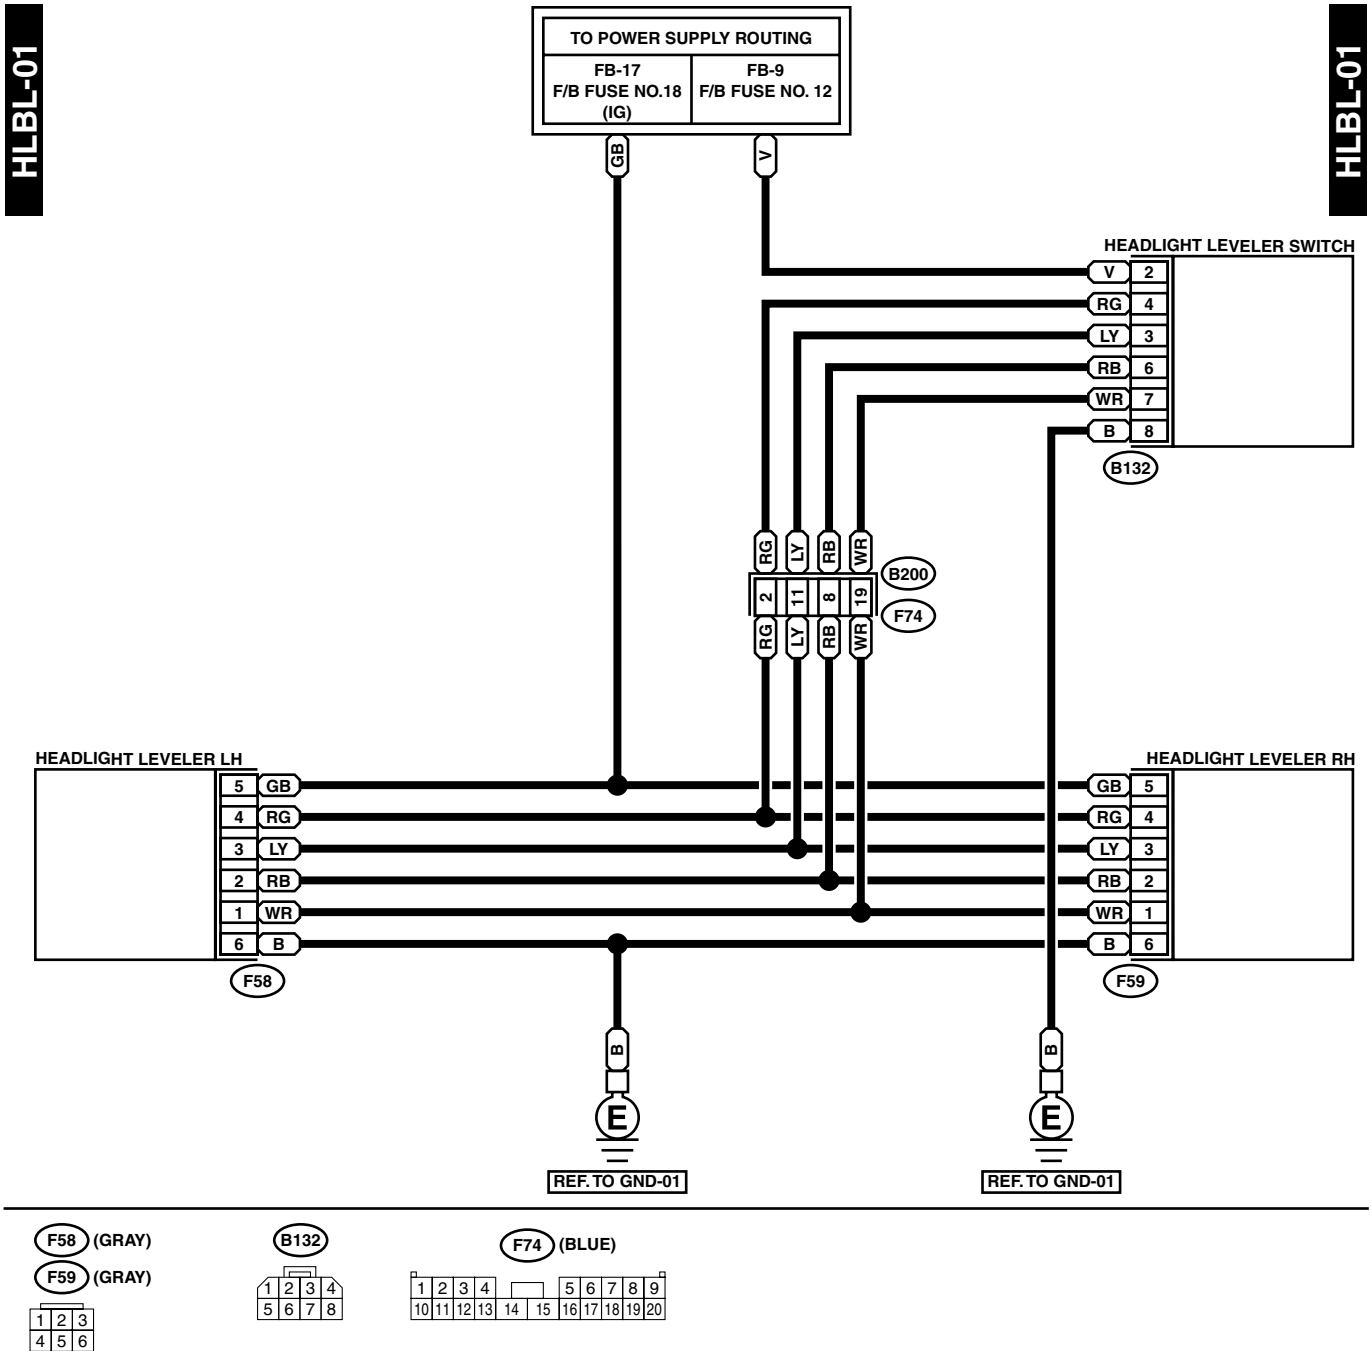 HLBL-01
HLBL-01
TO POWER SUPPLY ROUTING
FB-17
F/B FUSE NO.18
(IG)
FB-9
F/B FUSE NO. 12
GB
V
HEADLIGHT LEVELER SWITCH
V 2
RG 4
LY 3
RB 6
WR 7
B 8
B132
RG LY RB WR
B200
2 11 8 19
F74
RG LY RB WR
HEADLIGHT LEVELER LH
5 GB
4 RG
3 LY
2 RB
1 WR
6 B
F58
HEADLIGHT LEVELER RH
GB 5
RG 4
LY 3
RB 2
WR 1
B 6
F59
B
E
REF. TO GND-01
B
E
REF. TO GND-01
F58 (GRAY)
F59 (GRAY)
1 2 3
4 5 6
B132
1 2 3 4
5 6 7 8
F74 (BLUE)
1 2 3 4 5 6 7 8 9
10 11 12 13 14 15 16 17 18 19 20